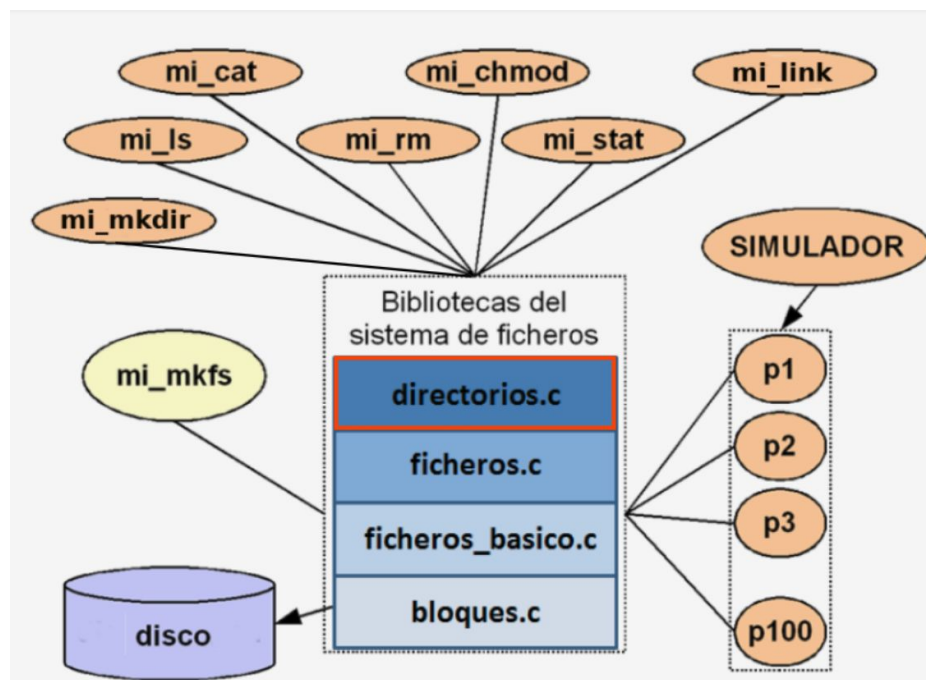 mi_cat
mi_chmod
mi_link
mi_ls
mi_rm
mi_stat
mi_mkdir
SIMULADOR
Bibliotecas del
sistema de ficheros
mi_mkfs
directorios.c
ficheros.c
ficheros_basico.c
bloques.c
disco
p1
p2
p3
p100